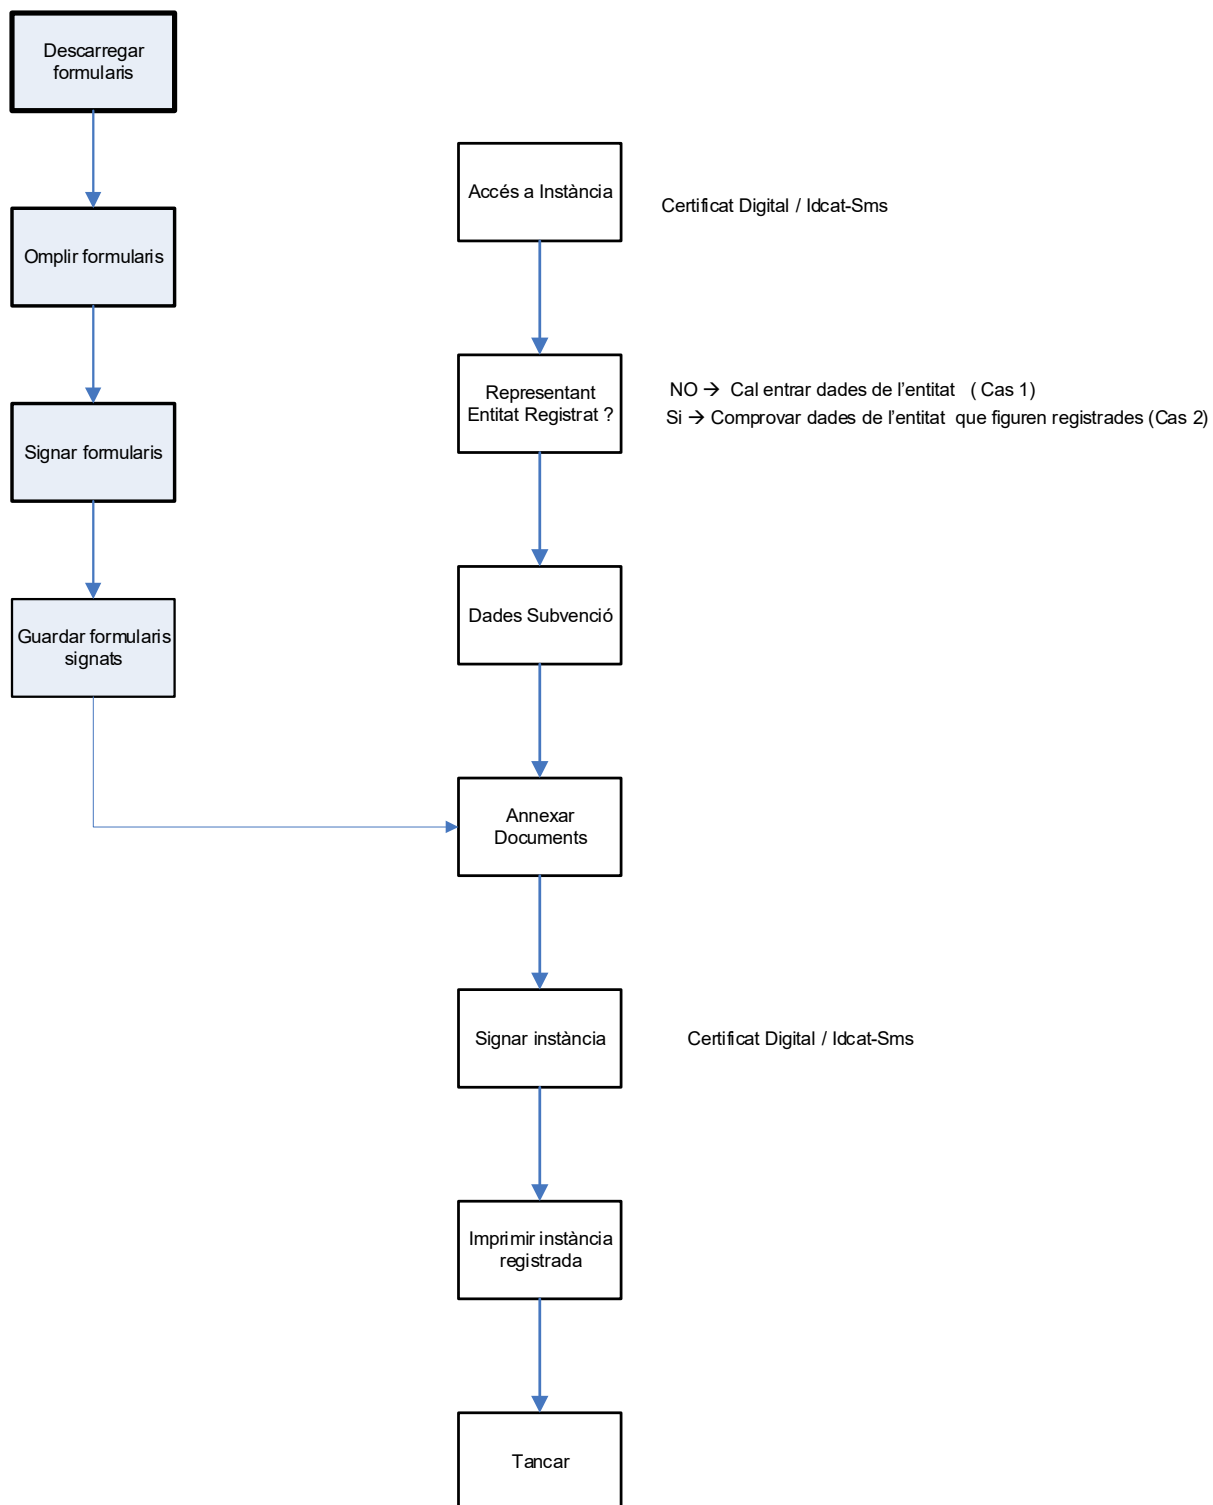 Descarregar
formularis
Omplir formularis
Signar formularis
Guardar formularis
signats
Accés a Instància
Certificat Digital / Idcat-Sms
Representant
Entitat Registrat ?
NO → Cal entrar dades de l'entitat ( Cas 1)
Si → Comprovar dades de l'entitat que figuren registrades (Cas 2)
Dades Subvenció
Annexar
Documents
Signar instància
Certificat Digital / Idcat-Sms
Imprimir instància
registrada
Tancar